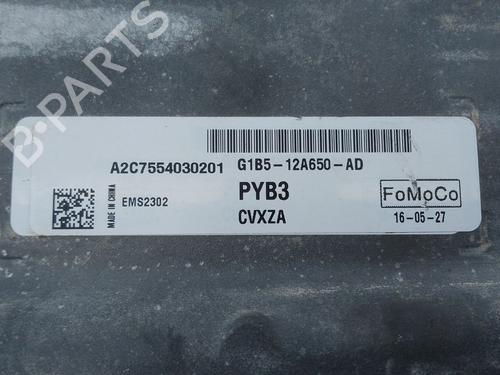 A2C7554030201 G1B5-12A650-AD
MADE IN CHINA
EMS2302
PYB3
CVXZA
FoMoCo
16-05-27
B-PARTS